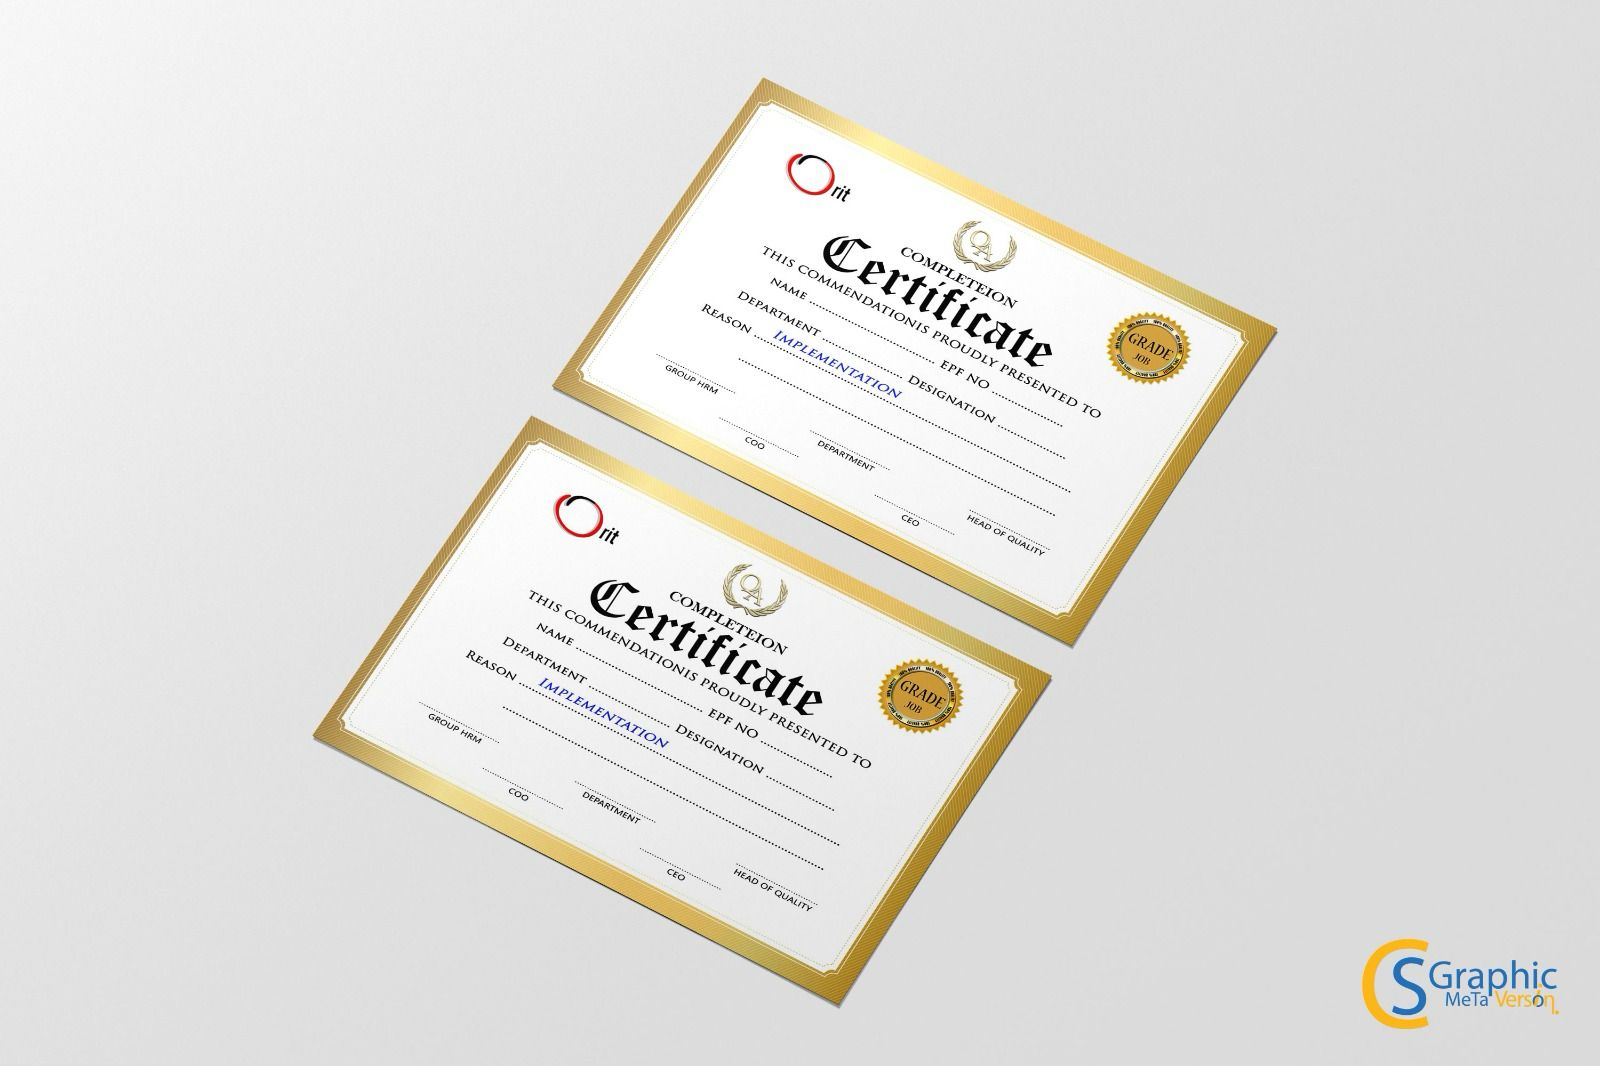 Orit
QA
COMPLETEION
Certificate
THIS COMMENDATIONIS PROUDLY PRESENTED TO
NAME ........ EPF NO ........
DEPARTMENT ........ DESIGNATION ........
REASON ........ IMPLEMENTATION
GRADE
JOB
GROUP HRM
COO
DEPARTMENT
CEO
HEAD OF QUALITY
Orit
QA
COMPLETEION
Certificate
THIS COMMENDATIONIS PROUDLY PRESENTED TO
NAME ........ EPF NO ........
DEPARTMENT ........ DESIGNATION ........
REASON ........ IMPLEMENTATION
GRADE
JOB
GROUP HRM
COO
DEPARTMENT
CEO
HEAD OF QUALITY
CS Graphic
MeTa Versión